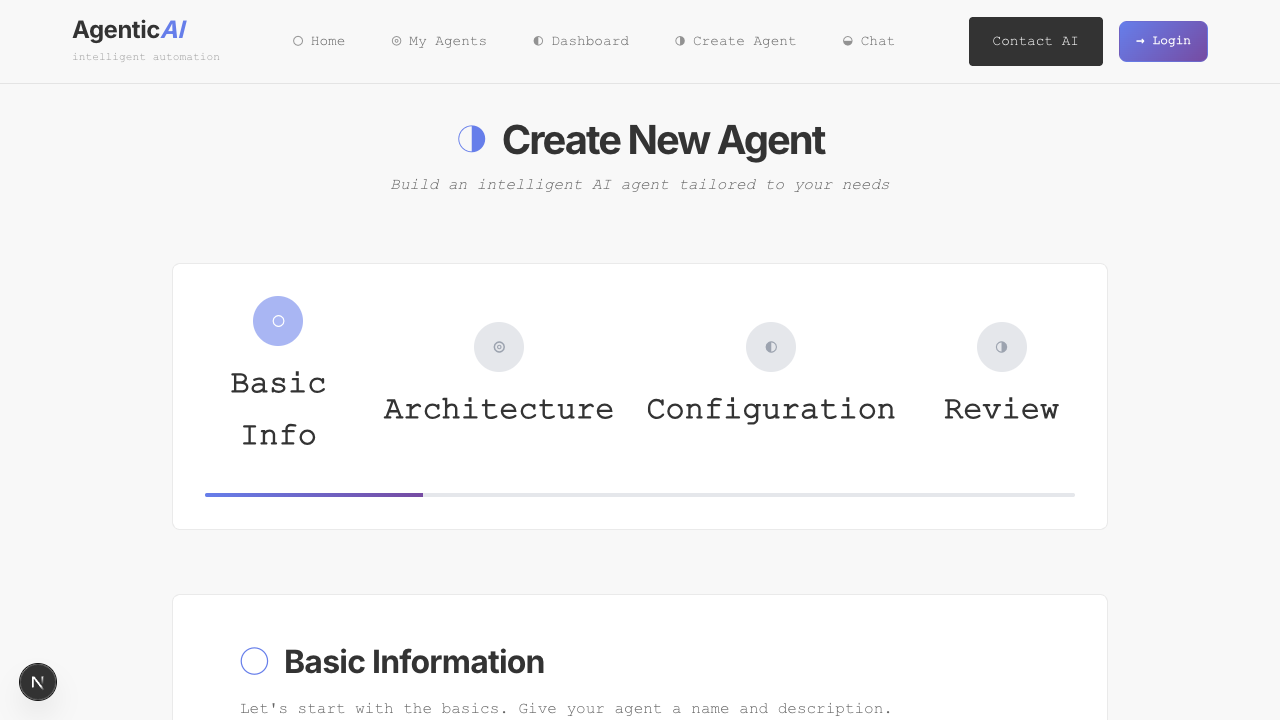 AgenticAI
intelligent automation
○ Home
◎ My Agents
◐ Dashboard
◑ Create Agent
◒ Chat
Contact AI
→ Login
◑ Create New Agent
Build an intelligent AI agent tailored to your needs
○
Basic
Info
◎
Architecture
◐
Configuration
◑
Review
○ Basic Information
Let's start with the basics. Give your agent a name and description.
N